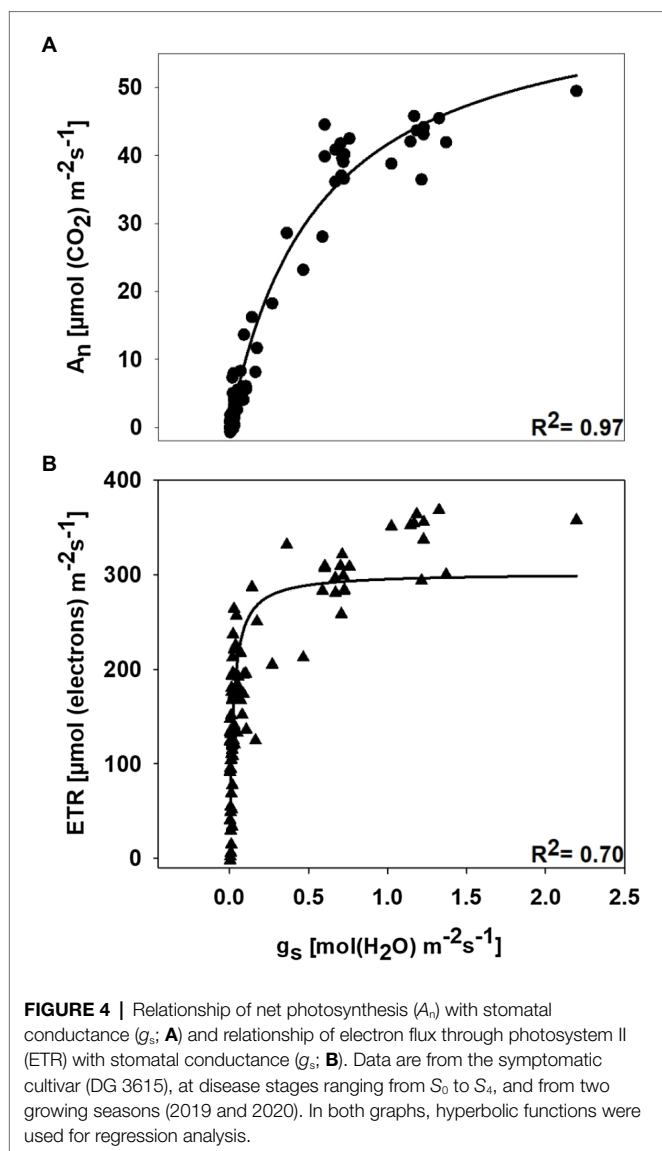 A
50
40
30
20
10
0
Aₙ [µmol (CO₂) m⁻²s⁻¹]
R²= 0.97
B
400
300
200
100
0
ETR [µmol (electrons) m⁻²s⁻¹]
R²= 0.70
0.0 0.5 1.0 1.5 2.0 2.5
gₛ [mol(H₂O) m⁻²s⁻¹]
FIGURE 4 | Relationship of net photosynthesis (Aₙ) with stomatal
conductance (gₛ; A) and relationship of electron flux through photosystem II
(ETR) with stomatal conductance (gₛ; B). Data are from the symptomatic
cultivar (DG 3615), at disease stages ranging from S₀ to S₄, and from two
growing seasons (2019 and 2020). In both graphs, hyperbolic functions were
used for regression analysis.